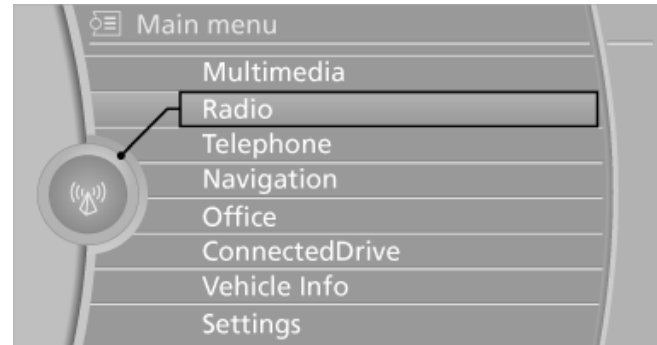 Main menu
Multimedia
Radio
Telephone
Navigation
Office
ConnectedDrive
Vehicle Info
Settings